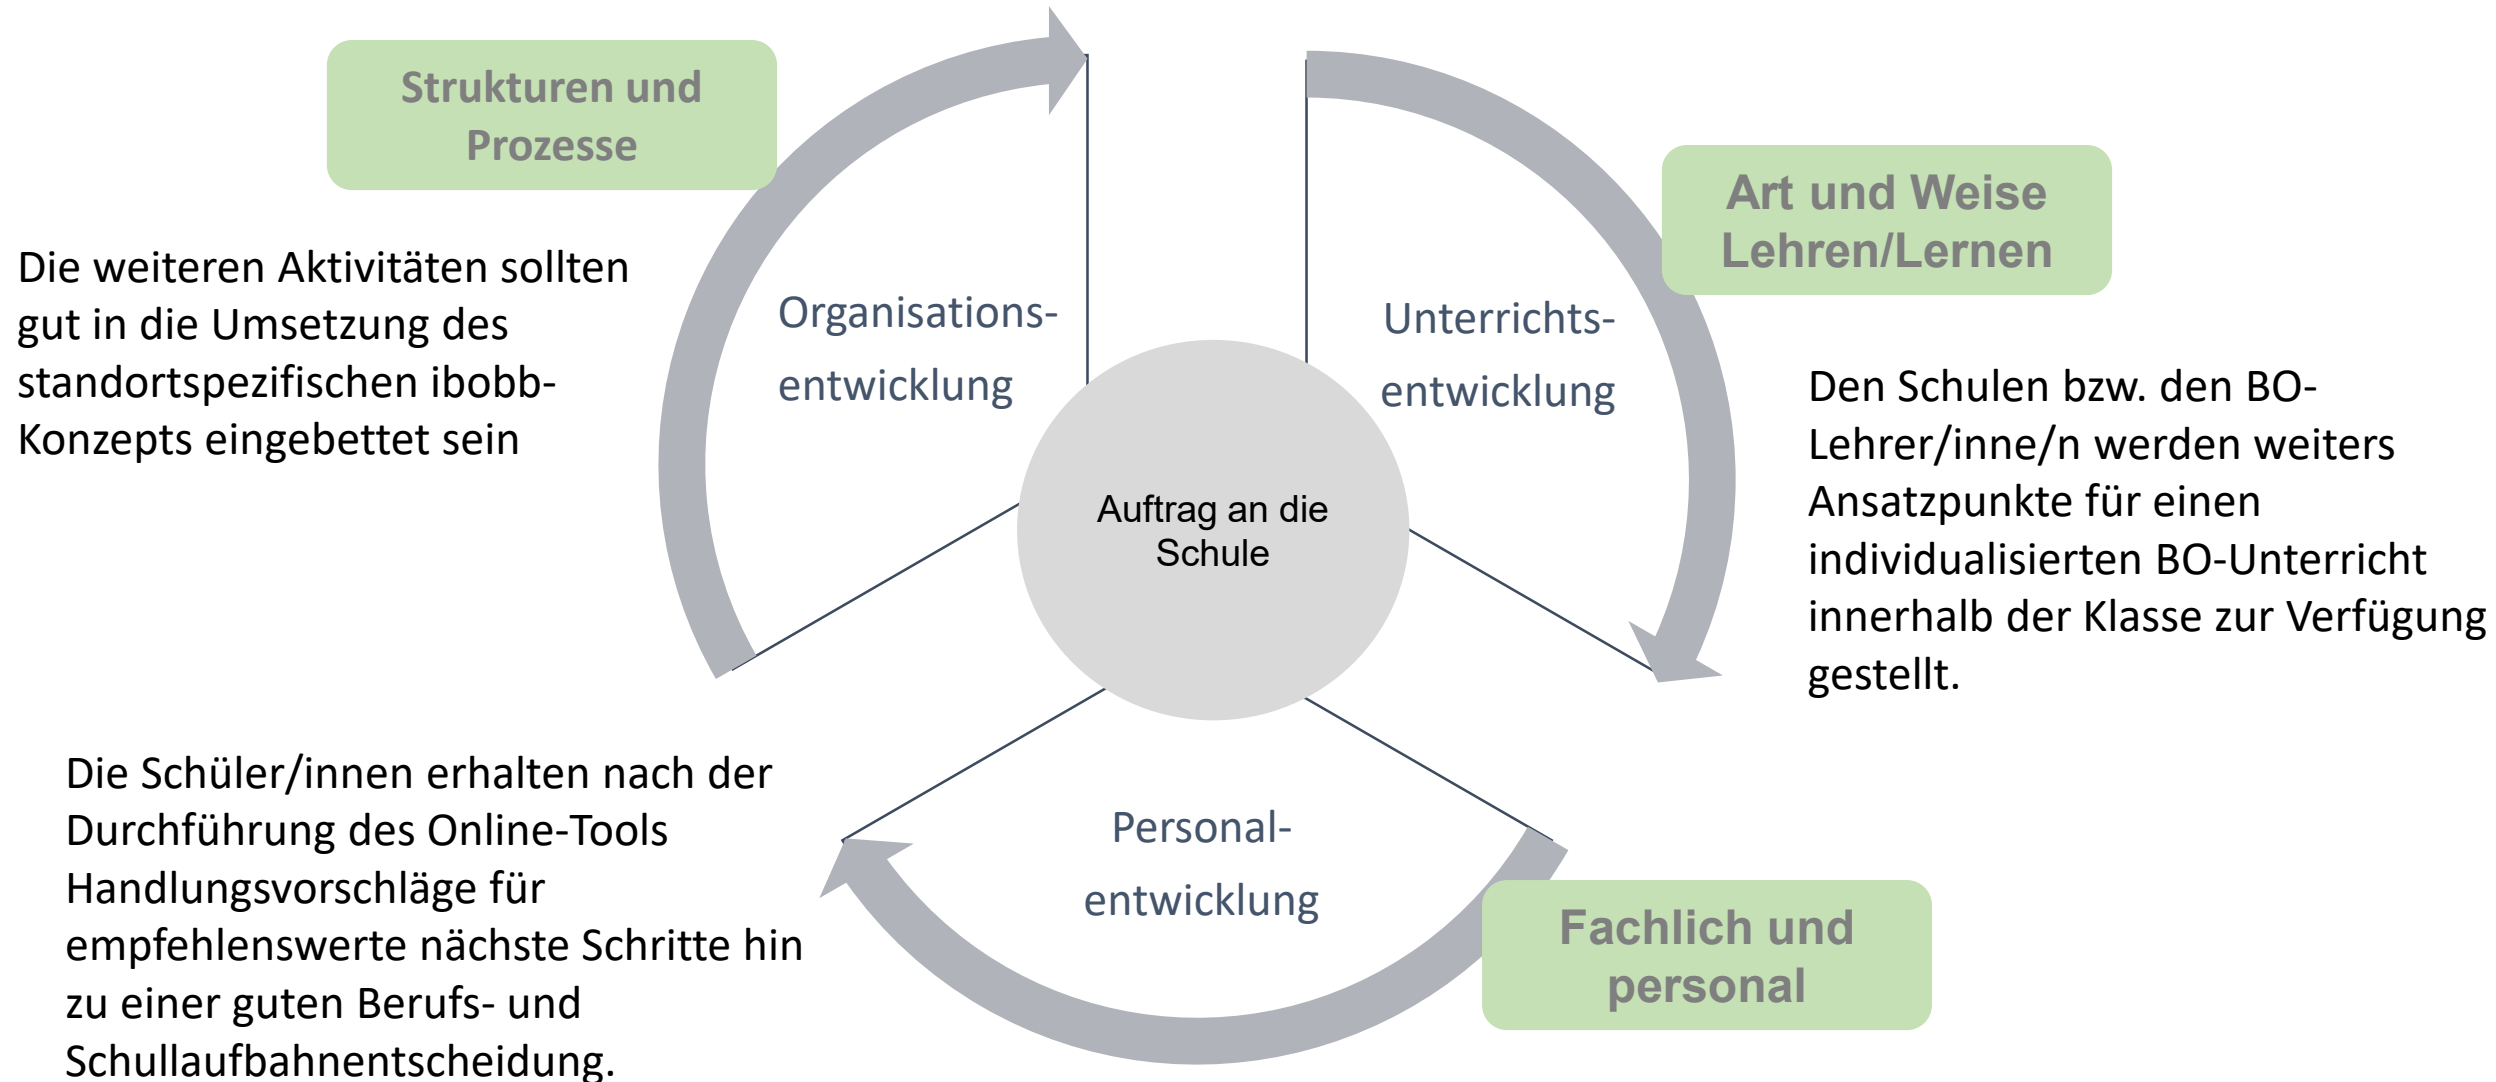 Strukturen und
Prozesse
Art und Weise
Lehren/Lernen
Die weiteren Aktivitäten sollten
gut in die Umsetzung des
standortspezifischen ibobb-
Konzepts eingebettet sein
Organisations-
entwicklung
Unterrichts-
entwicklung
Auftrag an die
Schule
Den Schulen bzw. den BO-
Lehrer/inne/n werden weiters
Ansatzpunkte für einen
individualisierten BO-Unterricht
innerhalb der Klasse zur Verfügung
gestellt.
Die Schüler/innen erhalten nach der
Durchführung des Online-Tools
Handlungsvorschläge für
empfehlenswerte nächste Schritte hin
zu einer guten Berufs- und
Schullaufbahnentscheidung.
Personal-
entwicklung
Fachlich und
personal